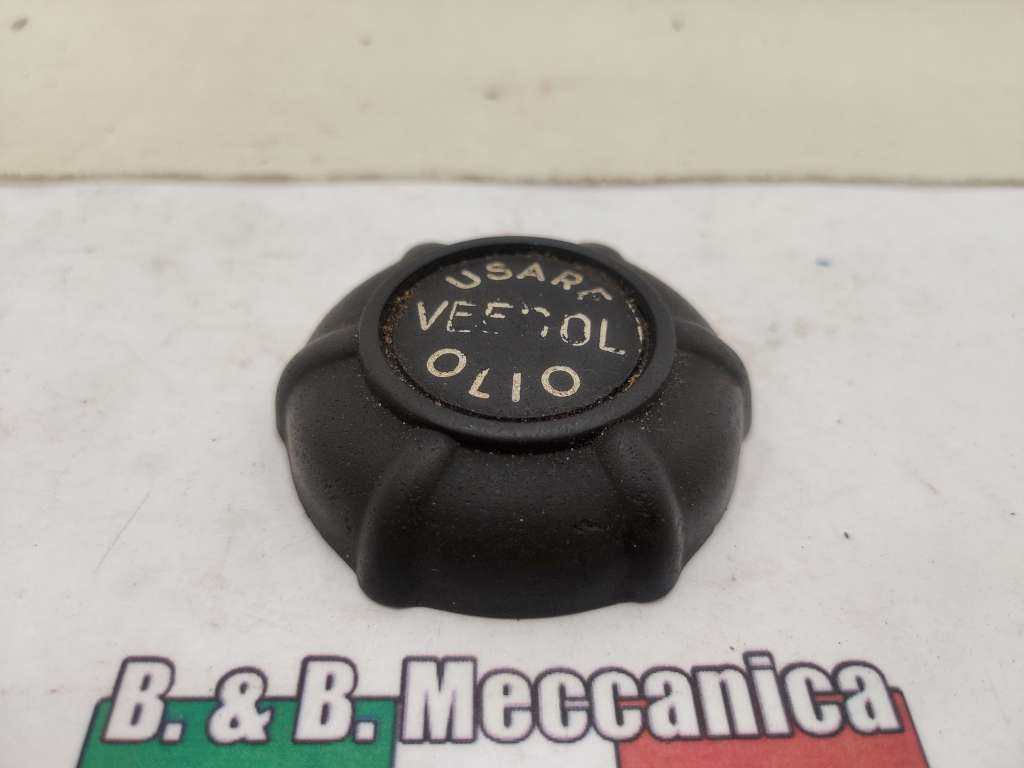 USARE
VEEDOL
OLIO
B. & B. Meccanica